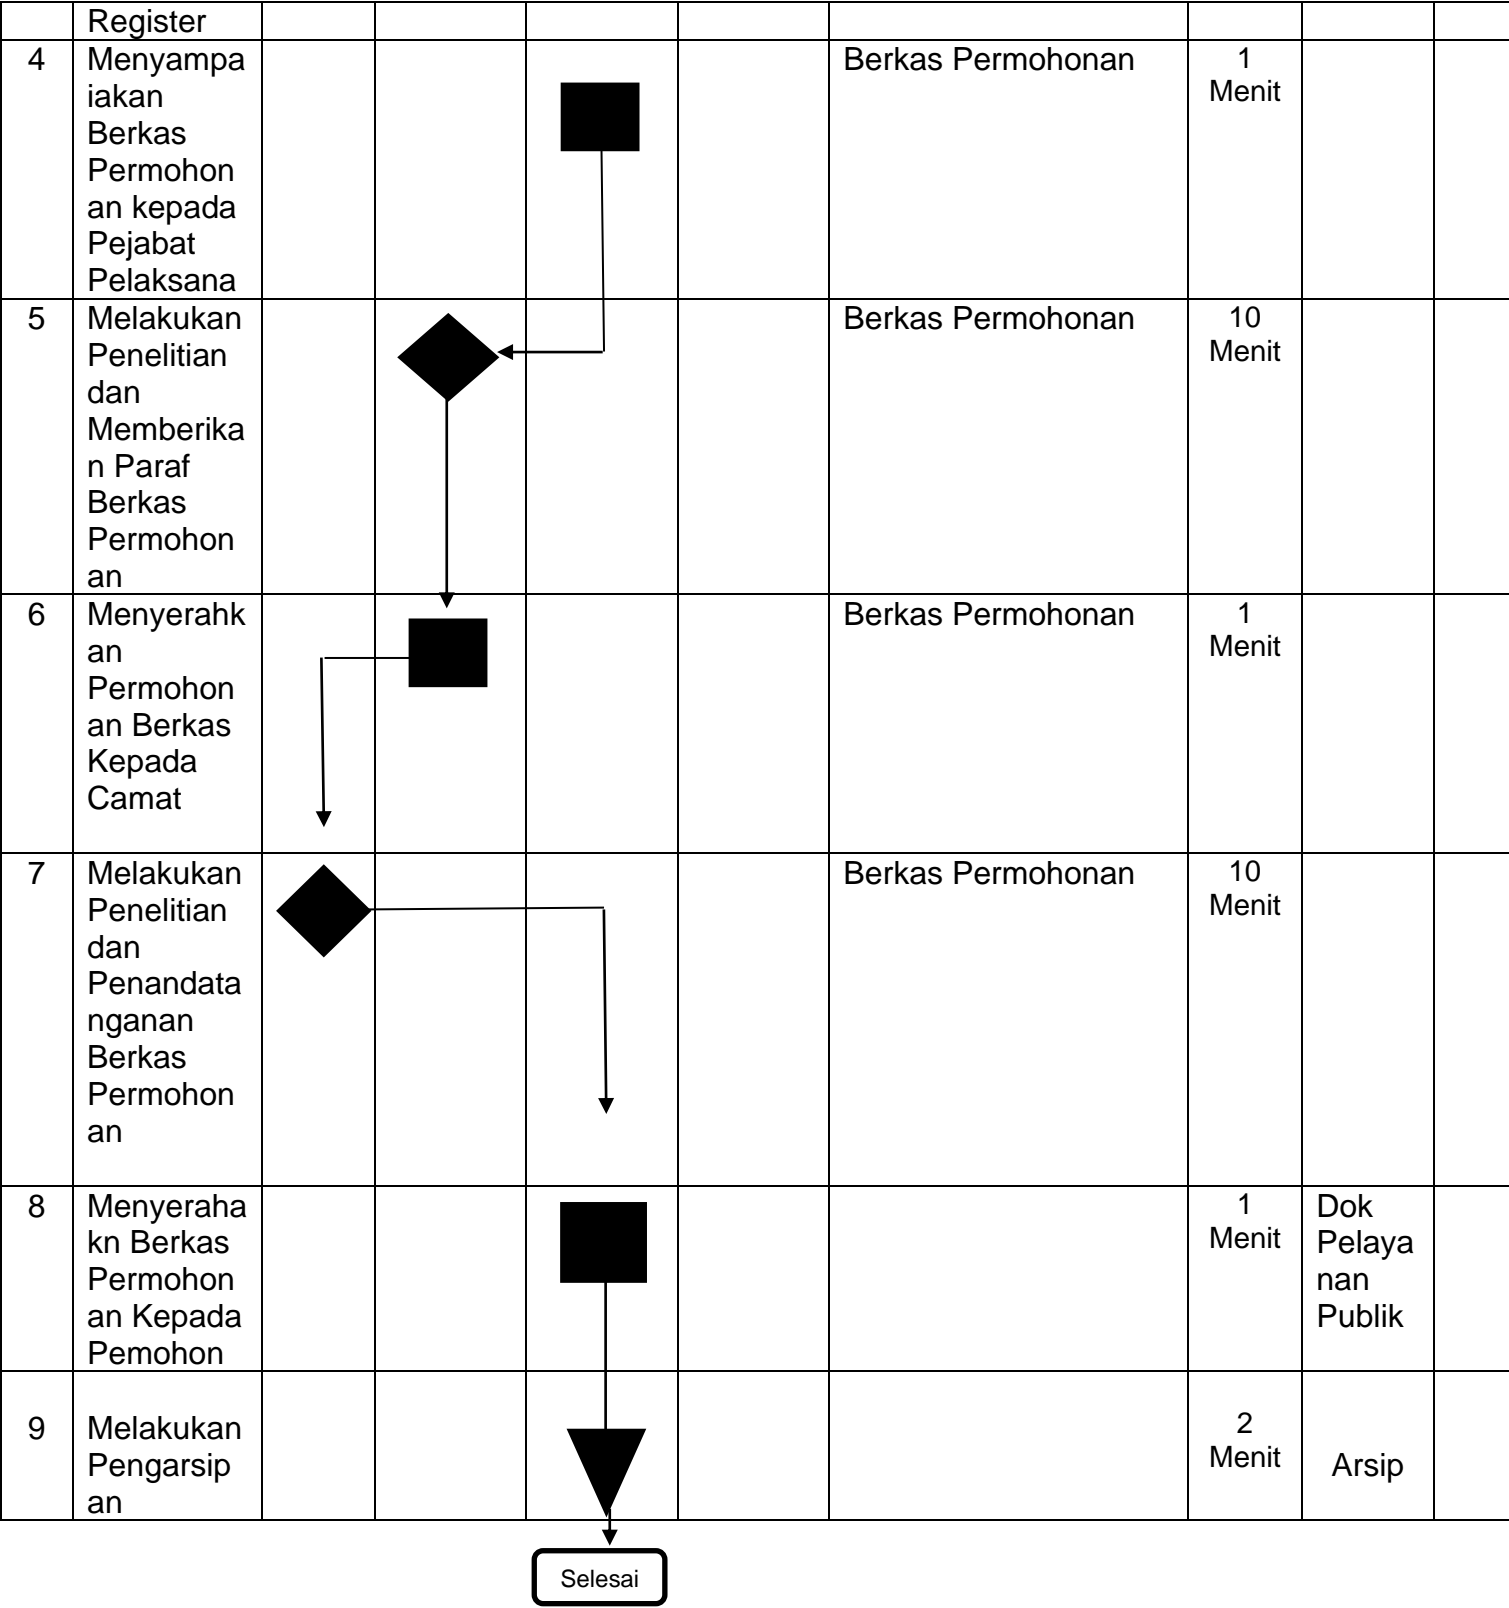 Register
4
Menyampa
iakan
Berkas
Permohon
an kepada
Pejabat
Pelaksana
Berkas Permohonan
1
Menit
5
Melakukan
Penelitian
dan
Memberika
n Paraf
Berkas
Permohon
an
Berkas Permohonan
10
Menit
6
Menyerahk
an
Permohon
an Berkas
Kepada
Camat
Berkas Permohonan
1
Menit
7
Melakukan
Penelitian
dan
Penandata
nganan
Berkas
Permohon
an
Berkas Permohonan
10
Menit
8
Menyeraha
kn Berkas
Permohon
an Kepada
Pemohon
1
Menit
Dok
Pelaya
nan
Publik
9
Melakukan
Pengarsip
an
2
Menit
Arsip
Selesai